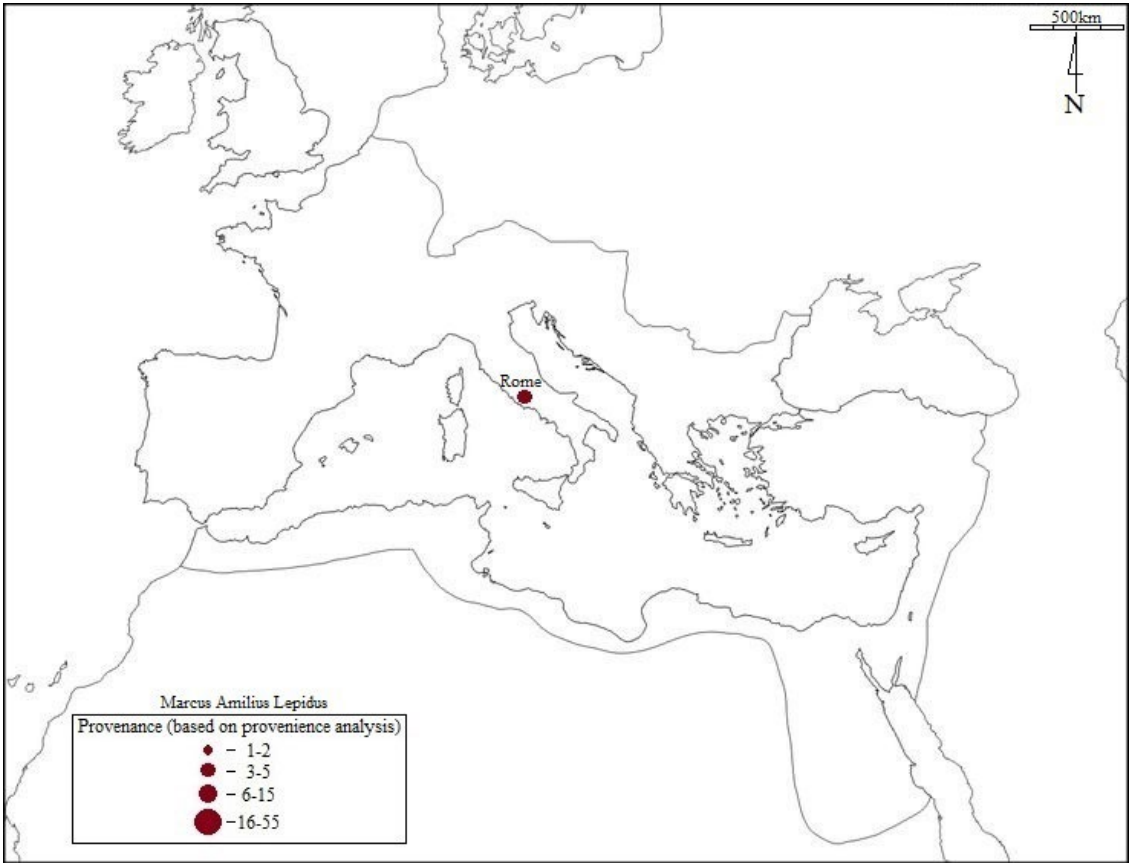 500km
N
Rome
Marcus Amilius Lepidus
Provenance (based on provenience analysis)
– 1-2
– 3-5
– 6-15
–16-55